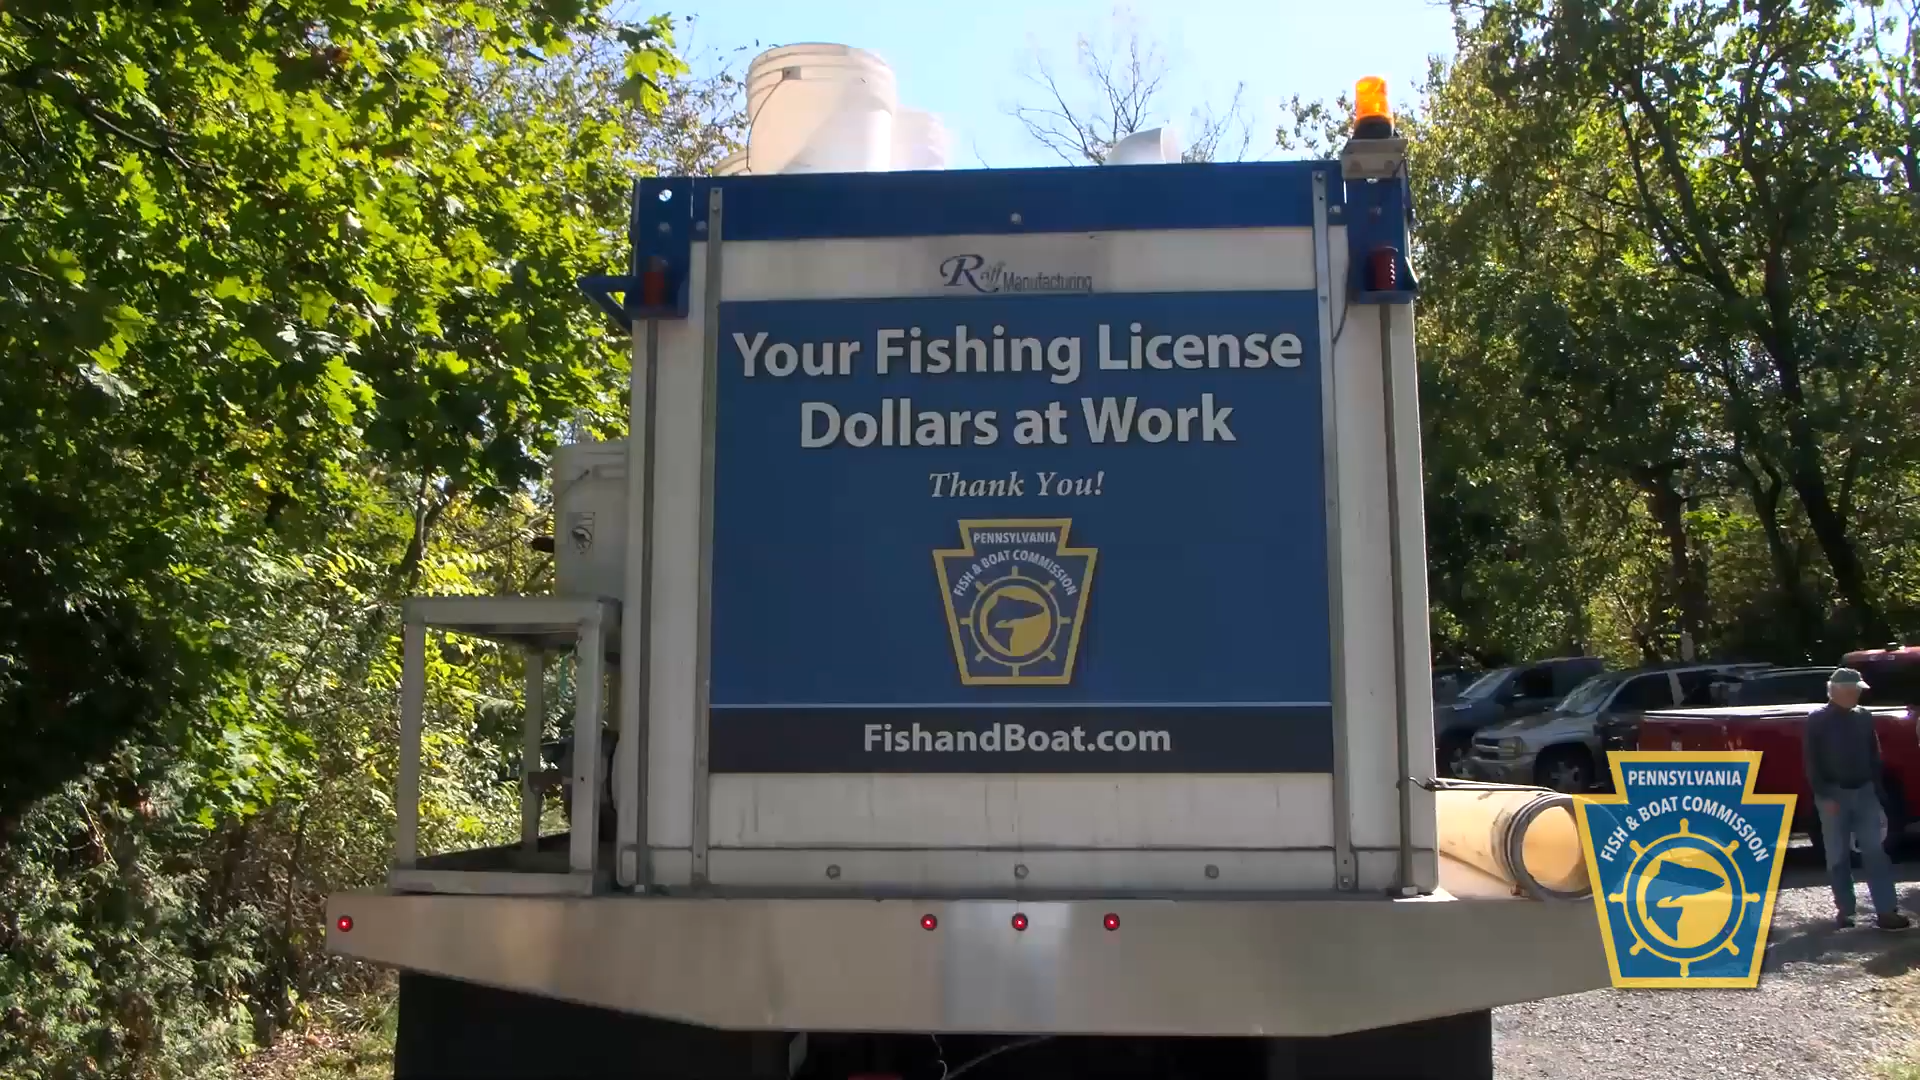 Reiff Manufacturing
Your Fishing License
Dollars at Work
Thank You!
PENNSYLVANIA
FISH & BOAT COMMISSION
FishandBoat.com
PENNSYLVANIA
FISH & BOAT COMMISSION